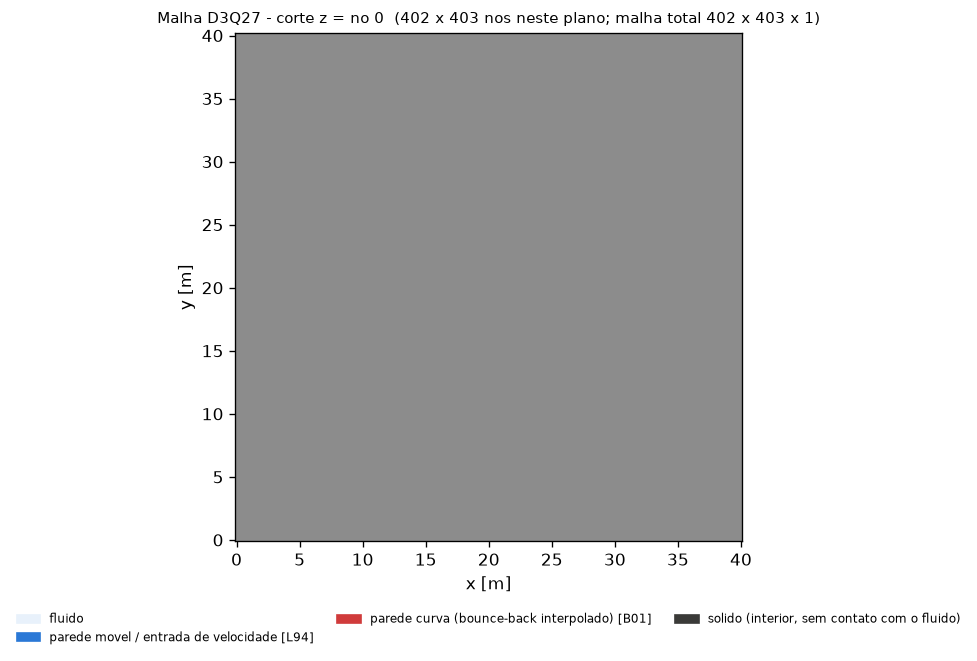 Malha D3Q27 - corte z = no 0  (402 x 403 nos neste plano; malha total 402 x 403 x 1)
40
35
30
25
20
15
10
5
0
y [m]
0 5 10 15 20 25 30 35 40
x [m]
fluido
parede movel / entrada de velocidade [L94]
parede curva (bounce-back interpolado) [B01]
solido (interior, sem contato com o fluido)